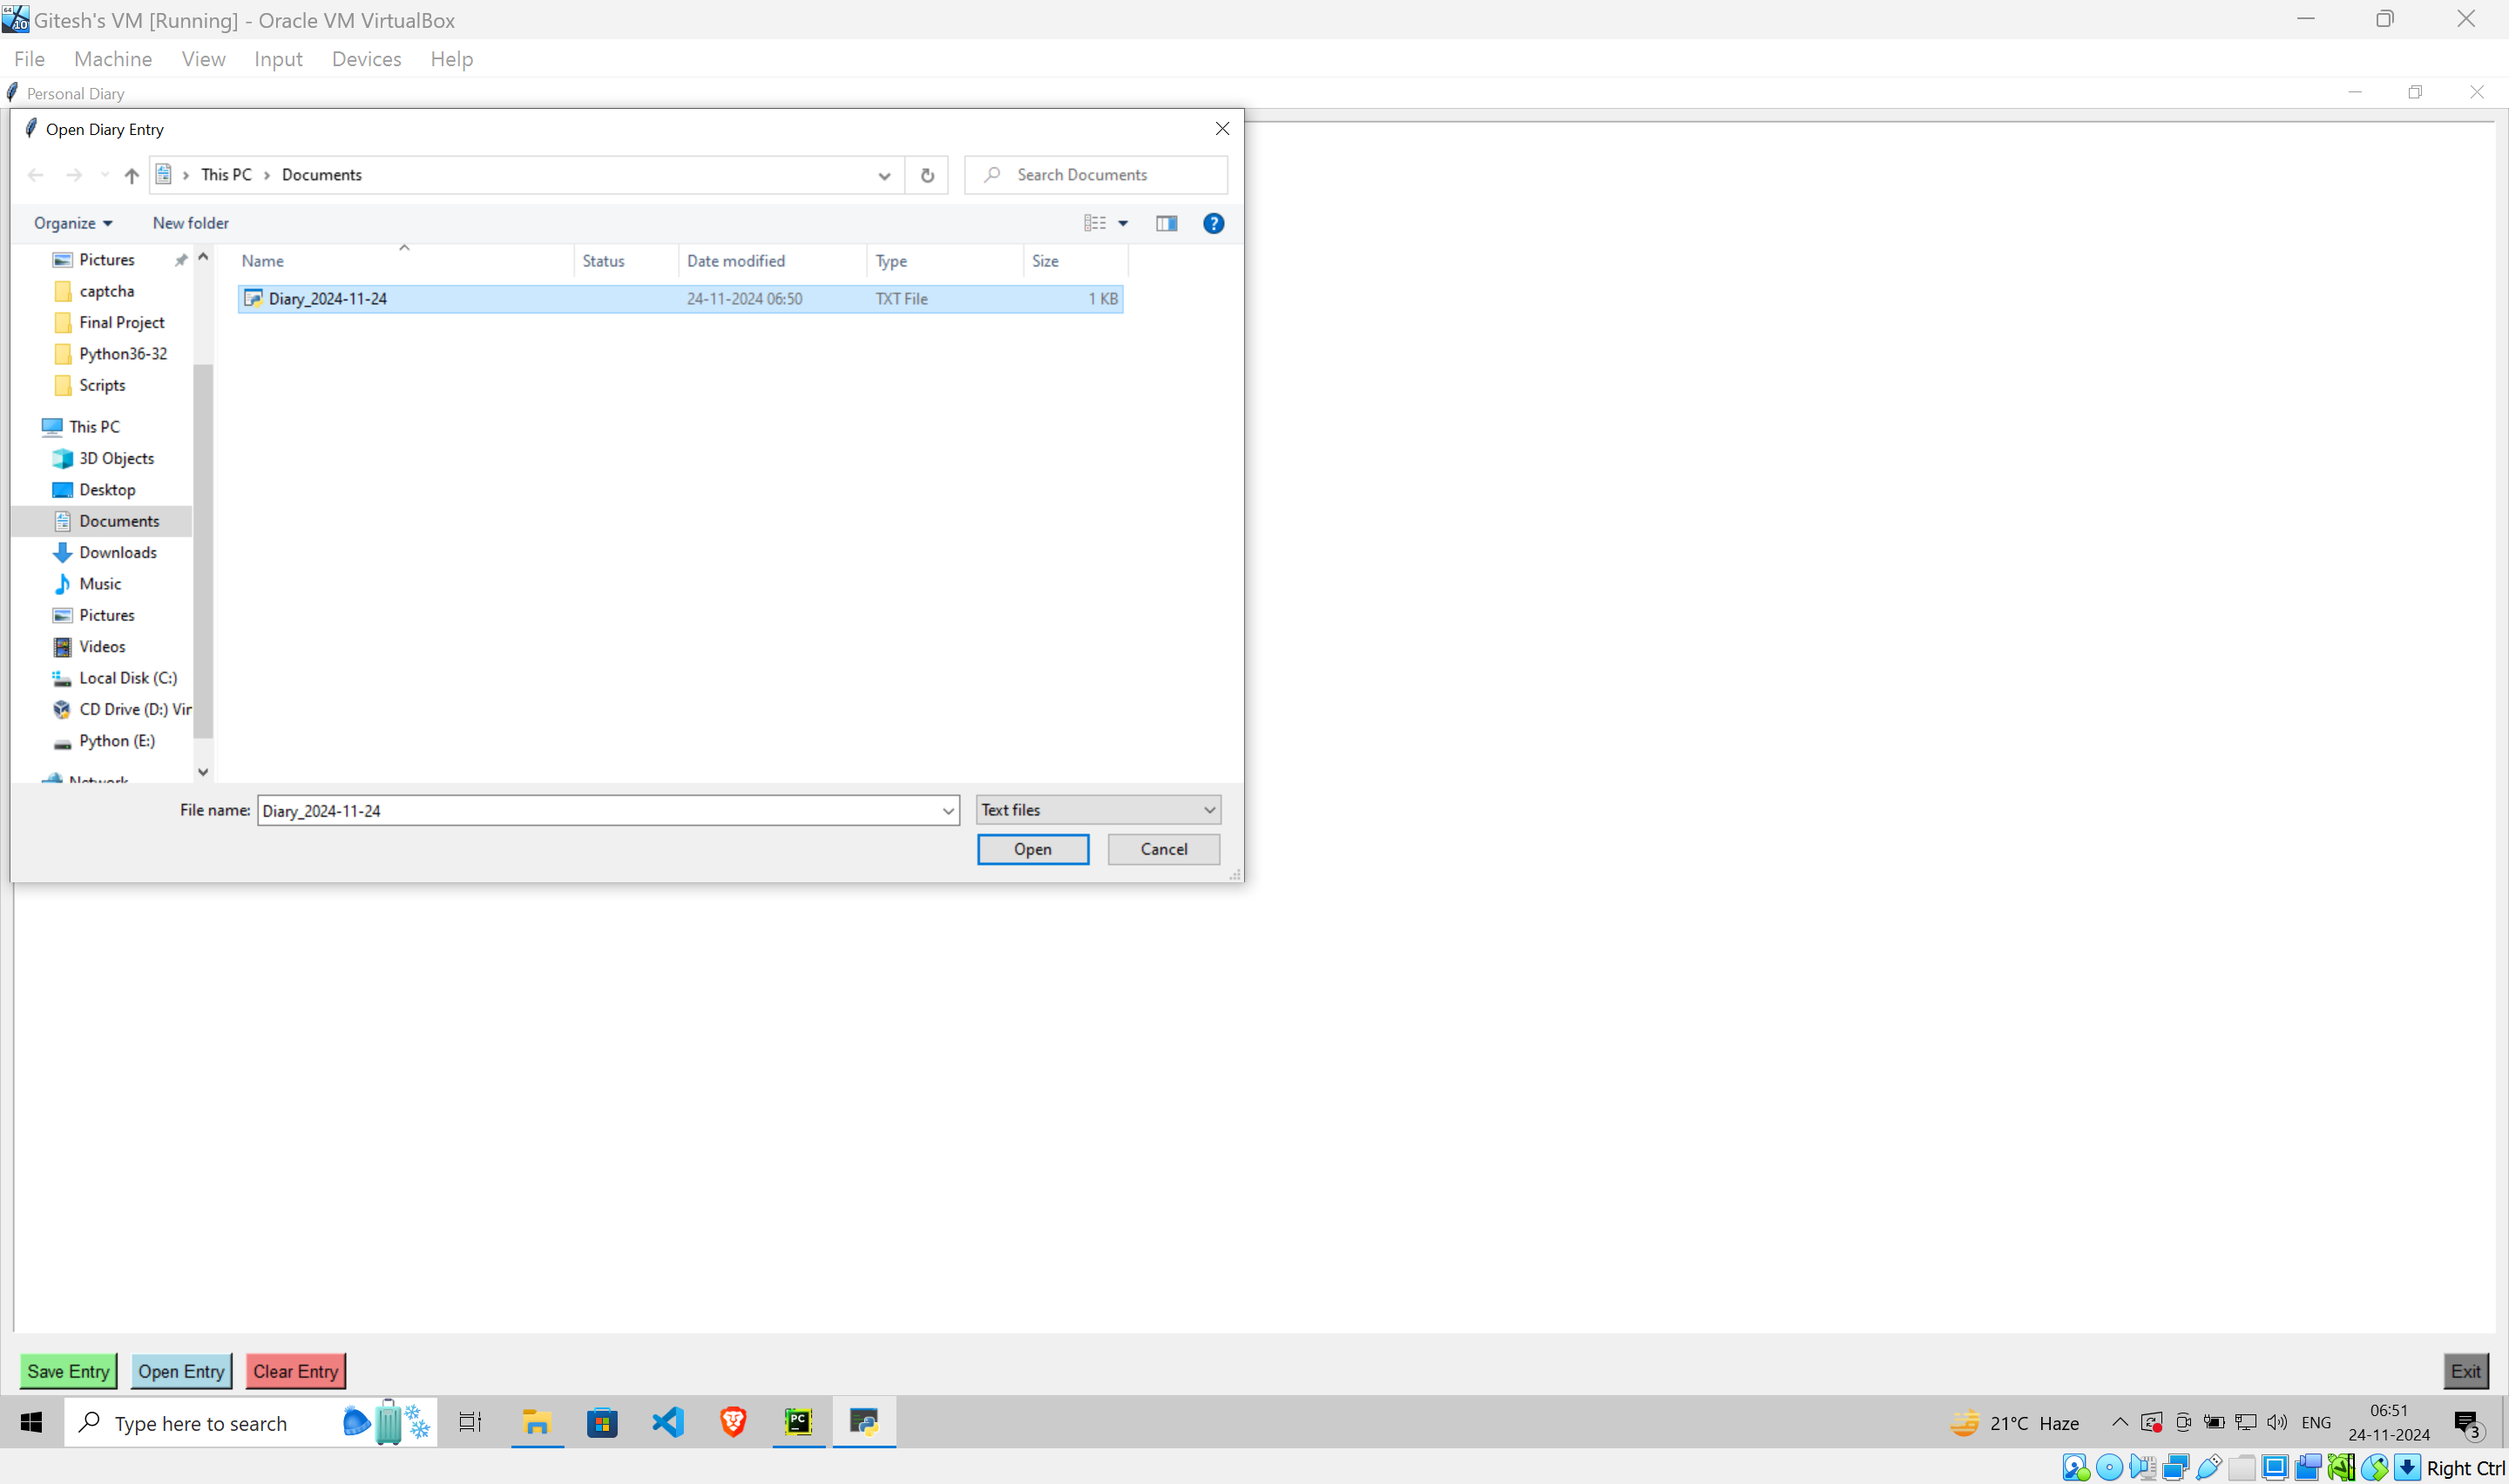 Gitesh's VM [Running] - Oracle VM VirtualBox
File Machine View Input Devices Help
Personal Diary
Open Diary Entry
This PC > Documents
Search Documents
Organize New folder
Name Status Date modified Type Size
Diary_2024-11-24 24-11-2024 06:50 TXT File 1 KB
Pictures
captcha
Final Project
Python36-32
Scripts
This PC
3D Objects
Desktop
Documents
Downloads
Music
Pictures
Videos
Local Disk (C:)
CD Drive (D:) Vir
Python (E:)
Network
File name: Diary_2024-11-24 Text files
Open Cancel
Save Entry Open Entry Clear Entry Exit
Type here to search
PC
21°C Haze
ENG
06:51
24-11-2024
3
Right Ctrl